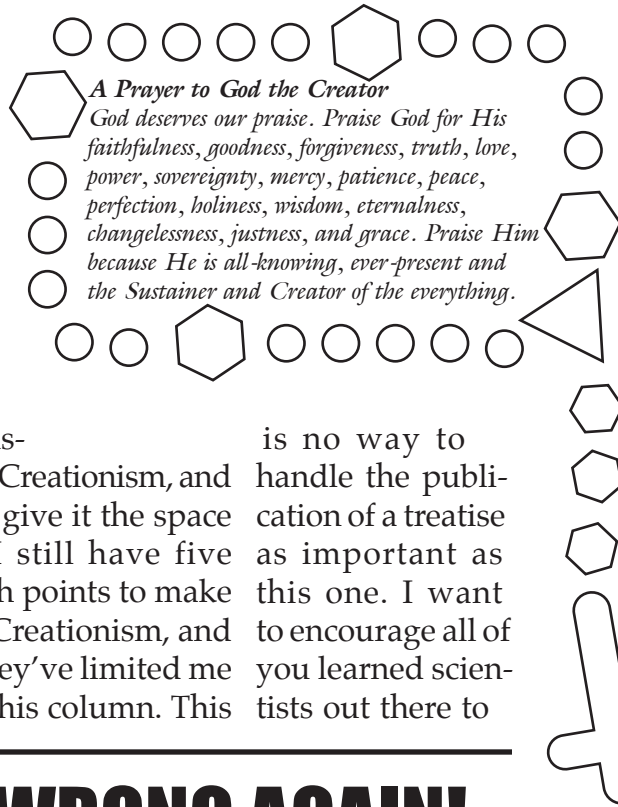 A Prayer to God the Creator
God deserves our praise. Praise God for His
faithfulness, goodness, forgiveness, truth, love,
power, sovereignty, mercy, patience, peace,
perfection, holiness, wisdom, eternalness,
changelessness, justness, and grace. Praise Him
because He is all-knowing, ever-present and
the Sustainer and Creator of the everything.
s-
Creationism, and
give it the space
I still have five
h points to make
Creationism, and
ey've limited me
his column. This
is no way to
handle the publi-
cation of a treatise
as important as
this one. I want
to encourage all of
you learned scien-
tists out there to
WRONG AGAIN!